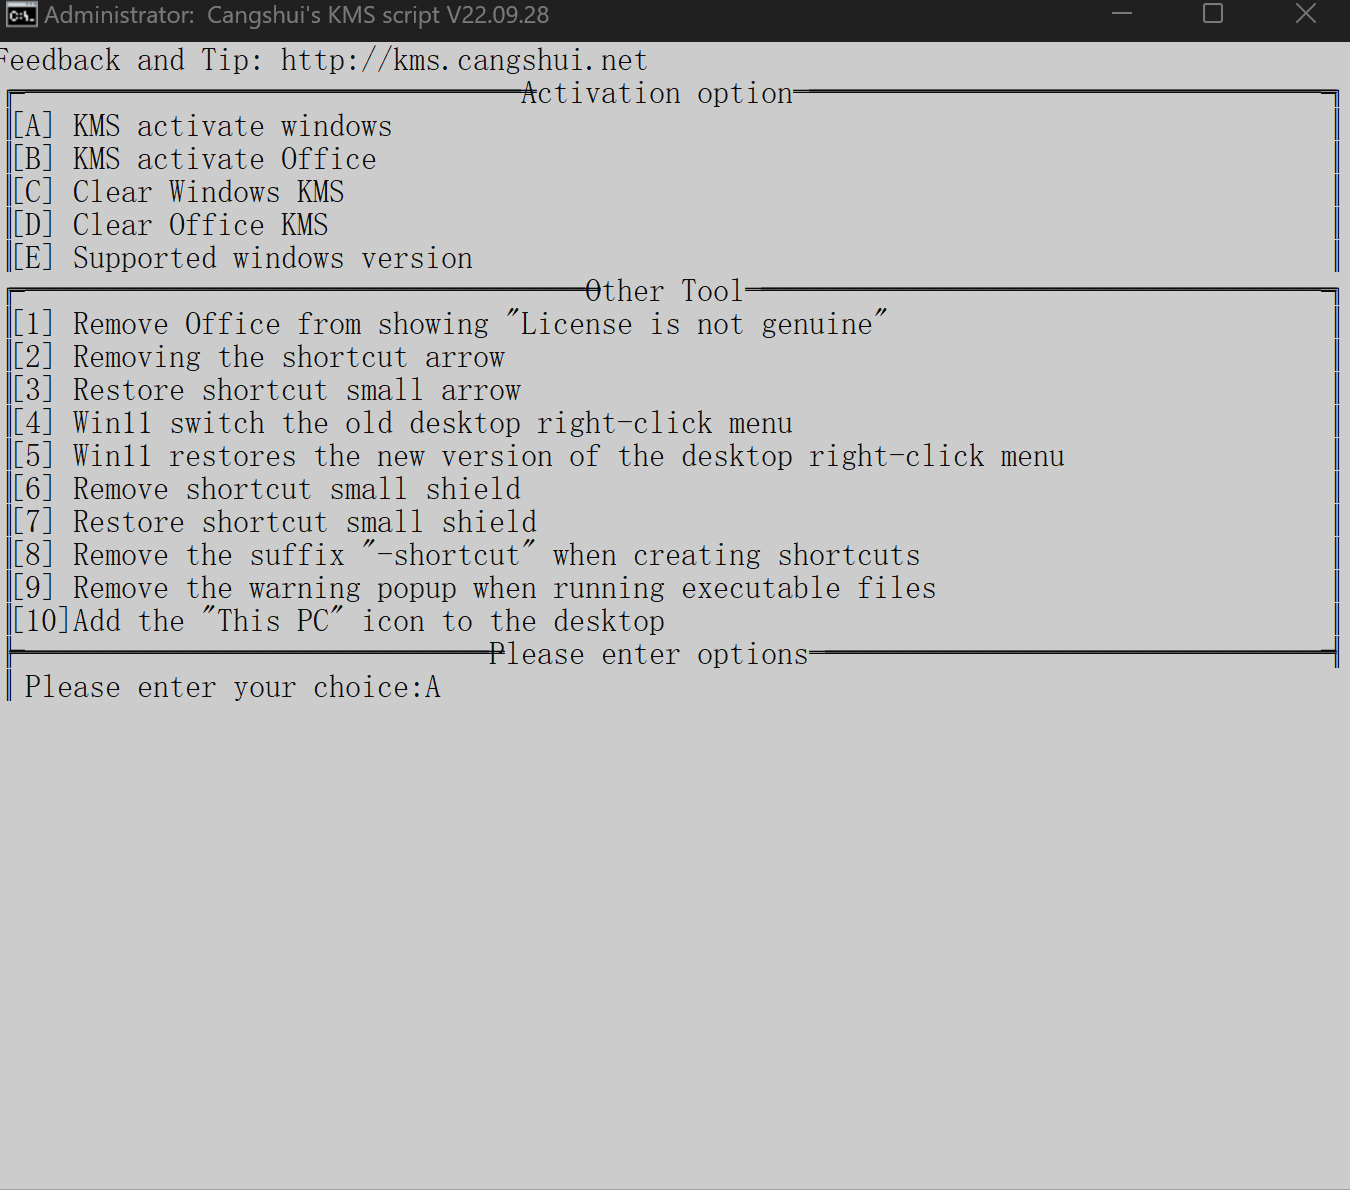 Administrator: Cangshui's KMS script V22.09.28
Feedback and Tip: http://kms.cangshui.net
Activation option
[A] KMS activate windows
[B] KMS activate Office
[C] Clear Windows KMS
[D] Clear Office KMS
[E] Supported windows version
Other Tool
[1] Remove Office from showing "License is not genuine"
[2] Removing the shortcut arrow
[3] Restore shortcut small arrow
[4] Win11 switch the old desktop right-click menu
[5] Win11 restores the new version of the desktop right-click menu
[6] Remove shortcut small shield
[7] Restore shortcut small shield
[8] Remove the suffix "-shortcut" when creating shortcuts
[9] Remove the warning popup when running executable files
[10]Add the "This PC" icon to the desktop
Please enter options
Please enter your choice:A